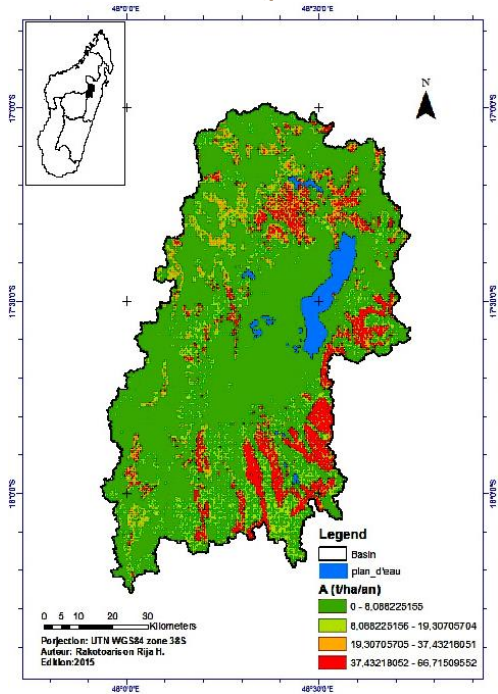 48°0'0"E
48°30'0"E
17°0'0"S
17°0'0"S
N
17°30'0"S
17°30'0"S
18°0'0"S
18°0'0"S
Legend
Basin
plan_d'eau
A (t/ha/an)
0 - 8,088225155
8,088225156 - 19,30705704
19,30705705 - 37,43218051
37,43218052 - 66,71509552
0 5 10 20 30
Kilometers
Porjection: UTN WGS84 zone 38S
Auteur: Rakotoarison Rija H.
Edition:2015
48°0'0"E
48°30'0"E